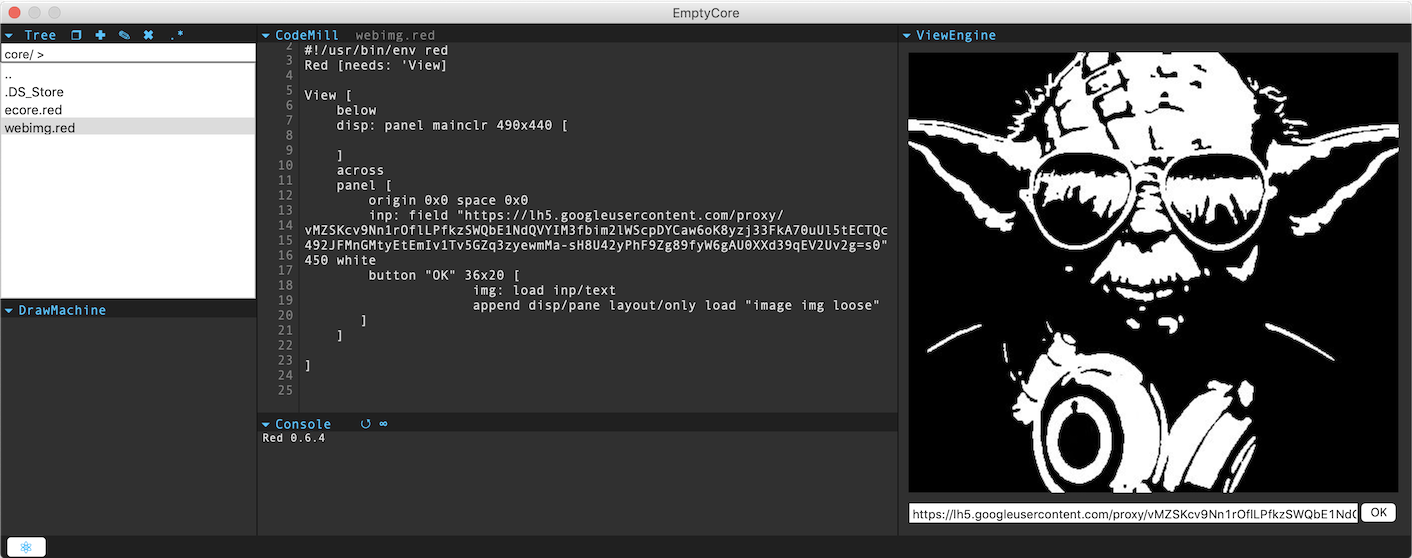 EmptyCore
Tree .*
core/ >
..
.DS_Store
ecore.red
webimg.red
DrawMachine
CodeMill webimg.red
2 #!/usr/bin/env red
3 Red [needs: 'View]
4
5 View [
6 below
7 disp: panel mainclr 490x440 [
8
9 ]
10 across
11 panel [
12 origin 0x0 space 0x0
13 inp: field "https://lh5.googleusercontent.com/proxy/
14 vMZSKcv9Nn1rOflLPfkzSWQbE1NdQVYIM3fbim2lWScpDYCaw6oK8yzj33FkA70uUl5tECTQc
15 492JFMnGMtyEtEmIv1Tv5GZq3zyewmMa-sH8U42yPhF9Zg89fyW6gAU0XXd39qEV2Uv2g=s0"
16 450 white
17 button "OK" 36x20 [
18 img: load inp/text
19 append disp/pane layout/only load "image img loose"
20 ]
21 ]
22
23 ]
24
25
Console
Red 0.6.4
ViewEngine
https://lh5.googleusercontent.com/proxy/vMZSKcv9Nn1rOflLPfkzSWQbE1Nd
OK